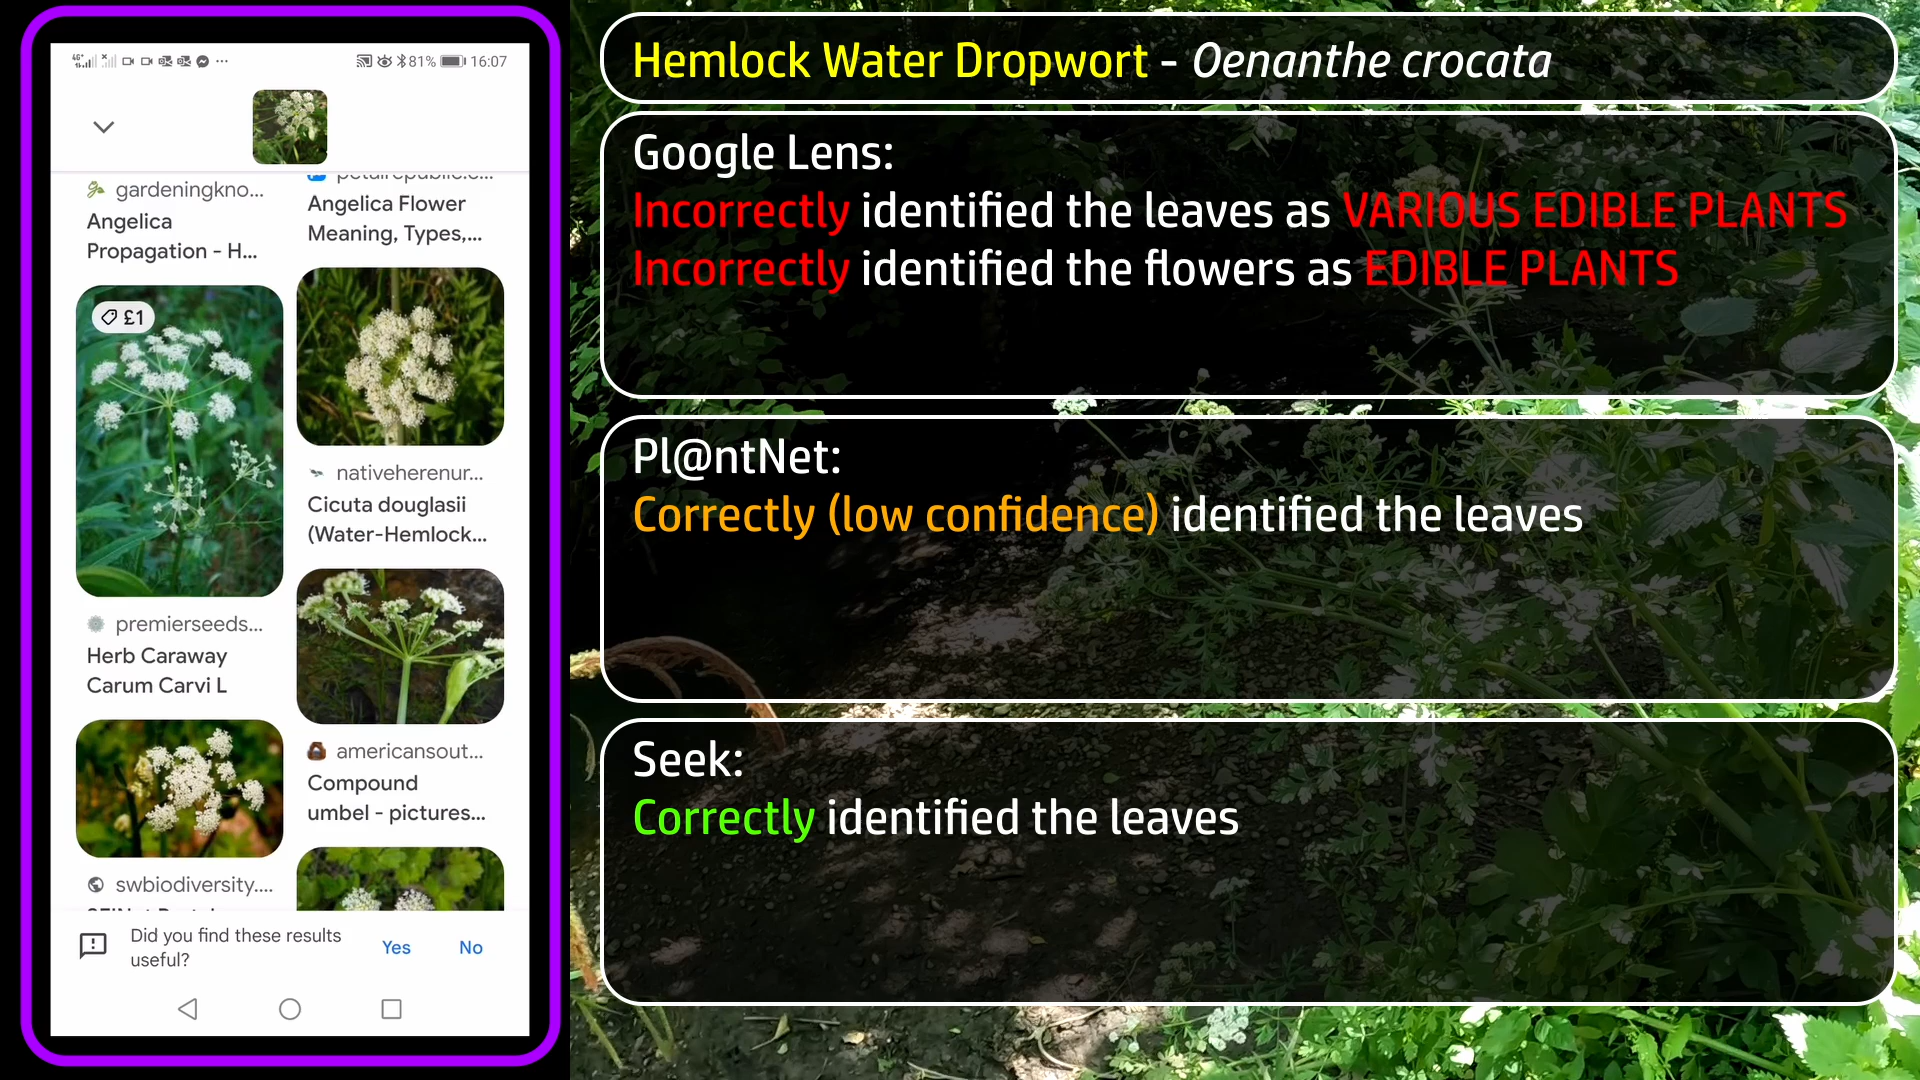 4G
81% 16:07
gardeningkno...
Angelica
Propagation - H...
£1
premierseeds...
Herb Caraway
Carum Carvi L
swbiodiversity....
petalrepublic.c...
Angelica Flower
Meaning, Types,...
nativeherenur...
Cicuta douglasii
(Water-Hemlock...
americansout...
Compound
umbel - pictures...
Did you find these results
useful?
Yes No
Hemlock Water Dropwort - Oenanthe crocata
Google Lens:
Incorrectly identified the leaves as VARIOUS EDIBLE PLANTS
Incorrectly identified the flowers as EDIBLE PLANTS
Pl@ntNet:
Correctly (low confidence) identified the leaves
Seek:
Correctly identified the leaves